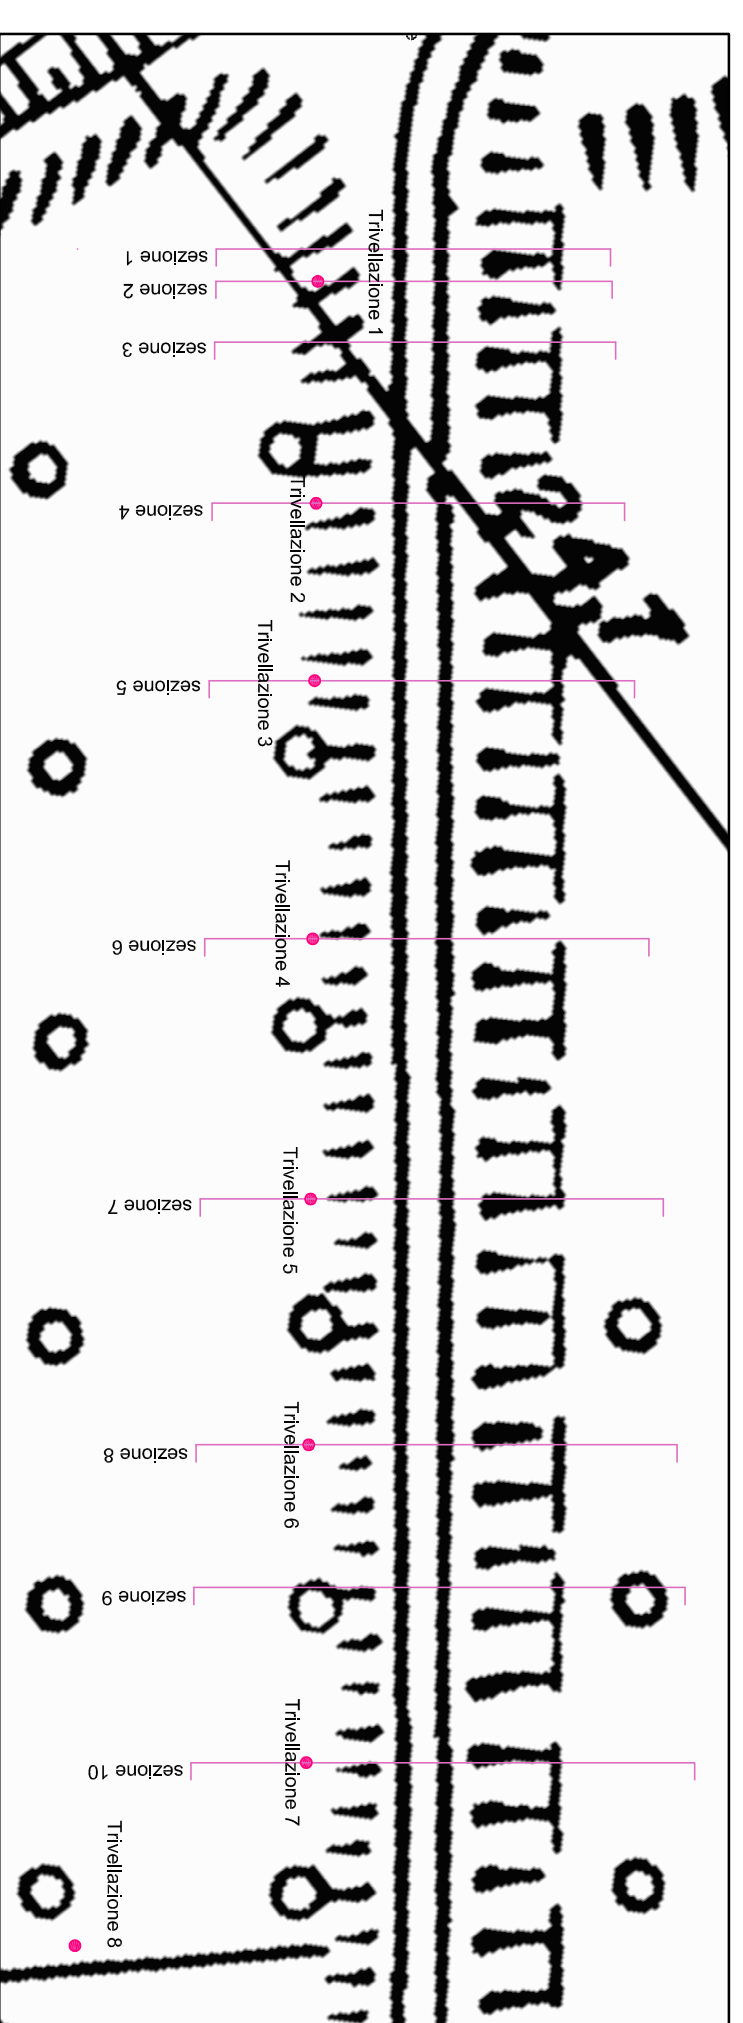 Trivellazione 1
sezione 1
sezione 2
sezione 3
Trivellazione 2
sezione 4
241
Trivellazione 3
sezione 5
Trivellazione 4
sezione 6
Trivellazione 5
sezione 7
Trivellazione 6
sezione 8
sezione 9
Trivellazione 7
sezione 10
Trivellazione 8